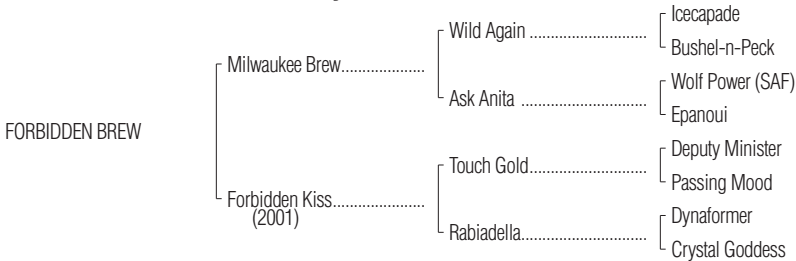 Icecapade
Wild Again ............................
Bushel-n-Peck
Milwaukee Brew....................
Wolf Power (SAF)
Ask Anita ..............................
Epanoui
FORBIDDEN BREW
Deputy Minister
Touch Gold............................
Passing Mood
Forbidden Kiss......................
(2001)
Dynaformer
Rabiadella..............................
Crystal Goddess